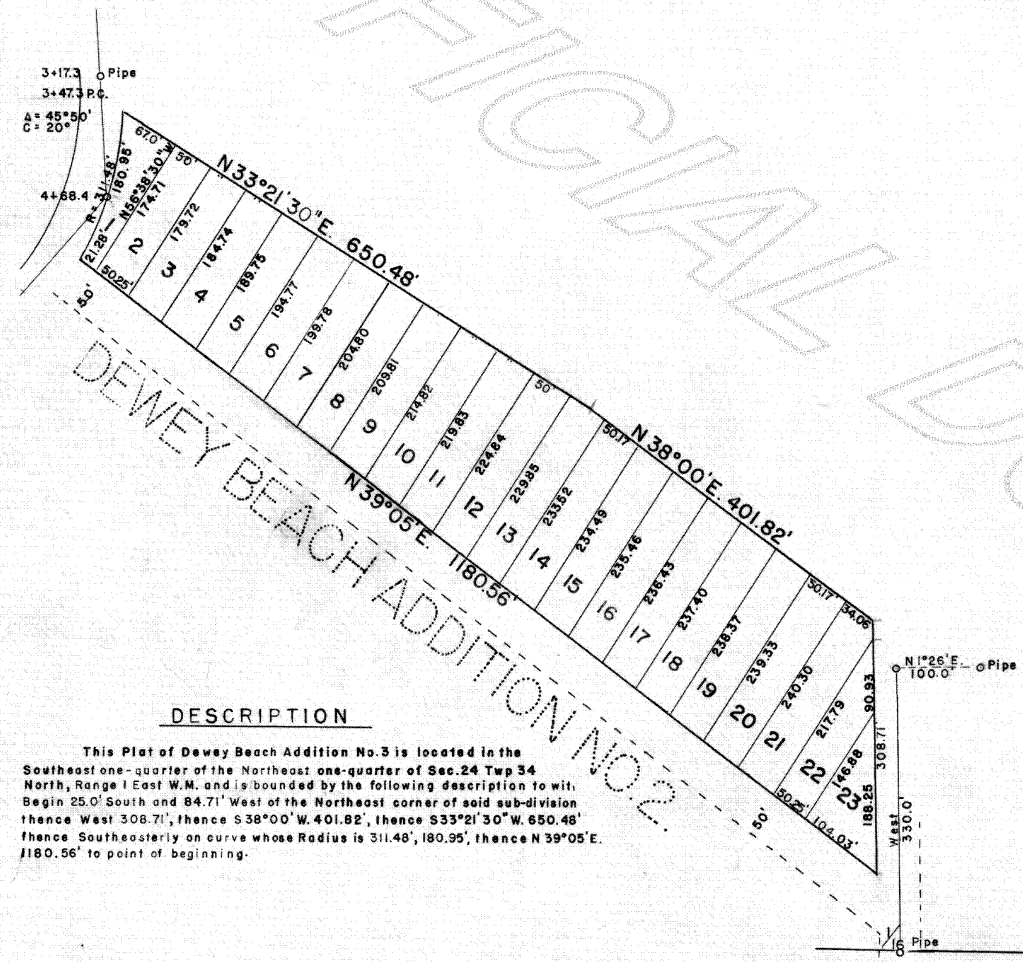 FICIAL D
3+17.3
Pipe
3+47.3 P.C.
Δ= 45°50'
C= 20°
4+68.4
R= 311.48'
180.95'
67.0'
50'
N56°38'30"W
174.71
21.28'
50.25'
50'
N33°21'30"E. 650.48'
179.72
184.74
189.75
194.77
199.78
204.80
209.81
214.82
219.83
224.84
229.85
233.52
234.49
235.46
236.43
237.40
238.37
239.33
240.30
217.79
146.88
1
2
3
4
5
6
7
8
9
10
11
12
13
14
15
16
17
18
19
20
21
22
23
50
50.17
N38°00'E. 401.82'
50.17
34.06'
N39°05'E.
1180.56'
50.25'
104.03'
50'
90.93
308.71
188.25
West
330.0'
N1°26'E.
100.0'
Pipe
1
16
Pipe
DEWEY BEACH ADDITION NO.2.
DESCRIPTION
This Plat of Dewey Beach Addition No.3 is located in the
Southeast one-quarter of the Northeast one-quarter of Sec.24 Twp 34
North, Range 1 East W.M. and is bounded by the following description to wit:
Begin 25.0' South and 84.71' West of the Northeast corner of said sub-division
thence West 308.71', thence S38°00'W. 401.82', thence S33°21'30"W. 650.48'
thence Southeasterly on curve whose Radius is 311.48', 180.95', thence N39°05'E.
1180.56' to point of beginning.